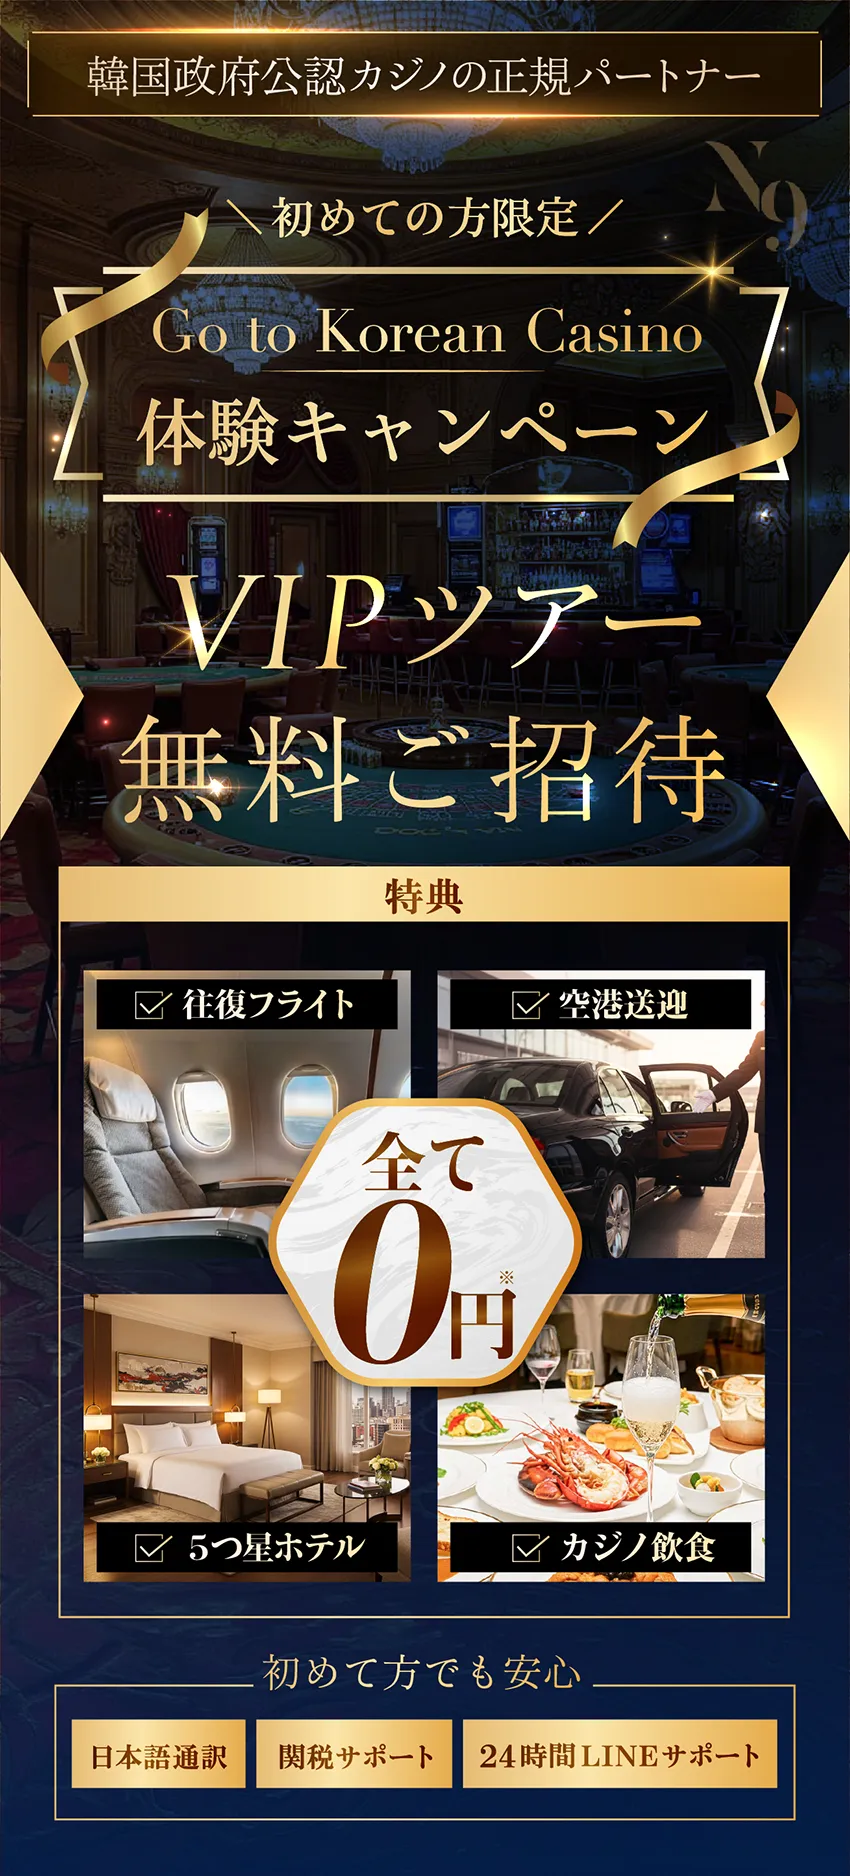 韓国政府公認カジノの正規パートナー
N9
＼初めての方限定／
Go to Korean Casino
体験キャンペーン
VIPツアー
無料ご招待
特典
往復フライト
空港送迎
全て
0円※
5つ星ホテル
カジノ飲食
初めて方でも安心
日本語通訳
関税サポート
24時間LINEサポート